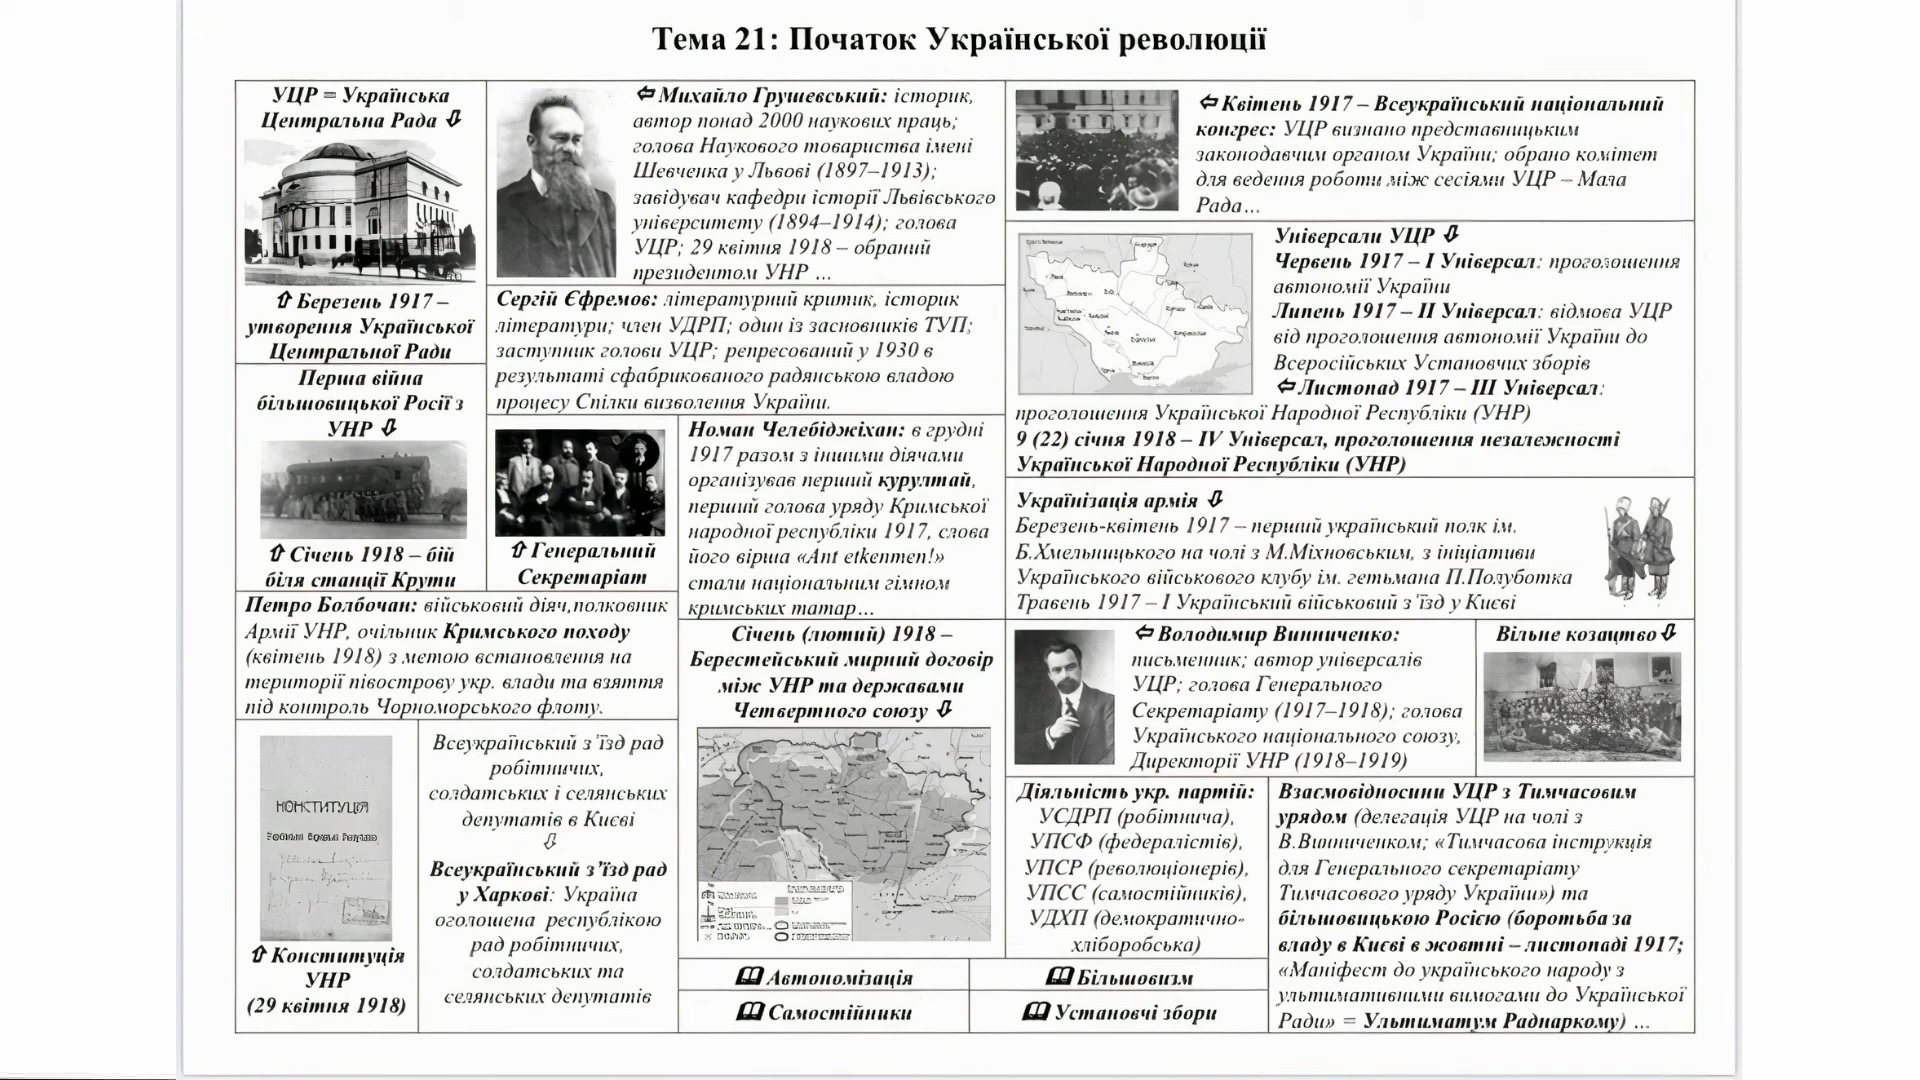 Тема 21: Початок Української революції
УЦР = Українська
Центральна Рада ⇩
⇧ Березень 1917 –
утворення Української
Центральної Ради
⇦ Михайло Грушевський: історик,
автор понад 2000 наукових праць;
голова Наукового товариства імені
Шевченка у Львові (1897–1913);
завідувач кафедри історії Львівського
університету (1894–1914); голова
УЦР; 29 квітня 1918 – обраний
президентом УНР ...
⇦ Квітень 1917 – Всеукраїнський національний
конгрес: УЦР визнано представницьким
законодавчим органом України; обрано комітет
для ведення роботи між сесіями УЦР – Мала
Рада...
Сергій Єфремов: літературний критик, історик
літератури; член УДРП; один із засновників ТУП;
заступник голови УЦР; репресований у 1930 в
результаті сфабрикованого радянською владою
процесу Спілки визволення України.
Універсали УЦР ⇩
Червень 1917 – І Універсал: проголошення
автономії України
Липень 1917 – ІІ Універсал: відмова УЦР
від проголошення автономії України до
Всеросійських Установчих зборів
⇦ Листопад 1917 – ІІІ Універсал:
проголошення Української Народної Республіки (УНР)
9 (22) січня 1918 – IV Універсал, проголошення незалежності
Української Народної Республіки (УНР)
Перша війна
більшовицької Росії з
УНР ⇩
⇧ Січень 1918 – бій
біля станції Крути
⇧ Генеральний
Секретаріат
Номан Челебіджіхан: в грудні
1917 разом з іншими діячами
організував перший курултай,
перший голова уряду Кримської
народної республіки 1917, слова
його вірша «Ant etkenmen!»
стали національним гімном
кримських татар...
Українізація армія ⇩
Березень-квітень 1917 – перший український полк ім.
Б.Хмельницького на чолі з М.Міхновським, з ініціативи
Українського військового клубу ім. гетьмана П.Полуботка
Травень 1917 – І Український військовий з'їзд у Києві
Петро Болбочан: військовий діяч,полковник
Армії УНР, очільник Кримського походу
(квітень 1918) з метою встановлення на
території півострову укр. влади та взяття
під контроль Чорноморського флоту.
Січень (лютий) 1918 –
Берестейський мирний договір
між УНР та державами
Четвертного союзу ⇩
⇦ Володимир Винниченко:
письменник; автор універсалів
УЦР; голова Генерального
Секретаріату (1917–1918); голова
Українського національного союзу,
Директорії УНР (1918–1919)
Вільне козацтво⇩
КОНСТИТУЦІЯ
⇧ Конституція
УНР
(29 квітня 1918)
Всеукраїнський з'їзд рад
робітничих,
солдатських і селянських
депутатів в Києві
⇩
Всеукраїнський з'їзд рад
у Харкові: Україна
оголошена республікою
рад робітничих,
солдатських та
селянських депутатів
Діяльність укр. партій:
УСДРП (робітнича),
УПСФ (федералістів),
УПСР (революціонерів),
УПСС (самостійників),
УДХП (демократично-
хліборобська)
Взаємовідносини УЦР з Тимчасовим
урядом (делегація УЦР на чолі з
В.Винниченком; «Тимчасова інструкція
для Генерального секретаріату
Тимчасового уряду України») та
більшовицькою Росією (боротьба за
владу в Києві в жовтні – листопаді 1917;
«Маніфест до українського народу з
ультимативними вимогами до Української
Ради» = Ультиматум Раднаркому) ...
🕮 Автономізація
🕮 Більшовизм
🕮 Самостійники
🕮 Установчі збори